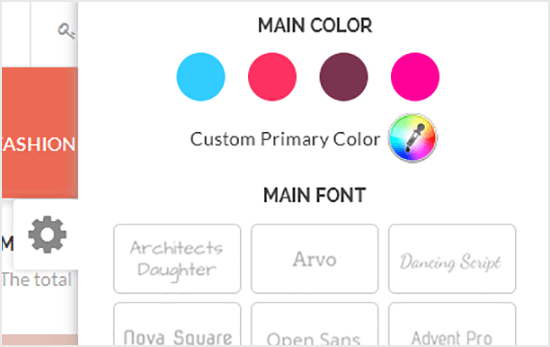 MAIN COLOR
Custom Primary Color
MAIN FONT
Architects
Daughter
Arvo
Dancing Script
Nova Square
Open Sans
Advent Pro
FASHION
M
The total